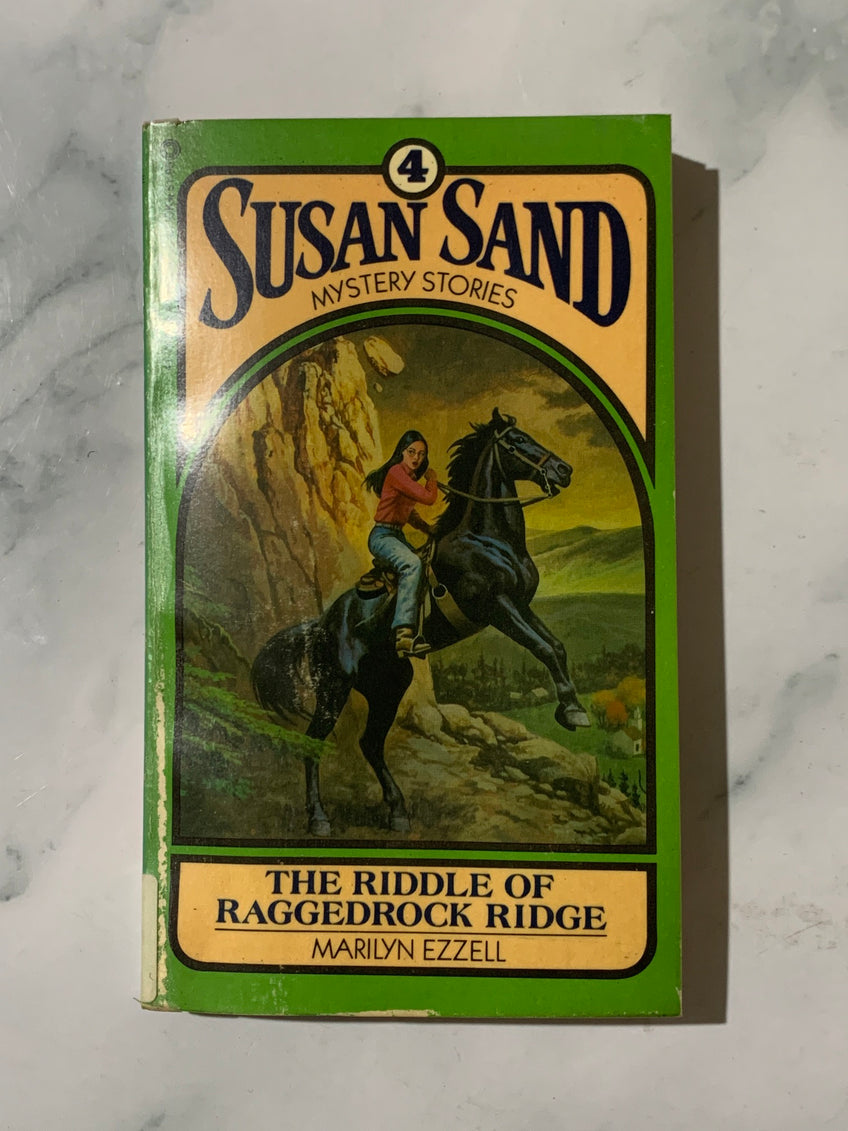 4
SUSAN SAND
MYSTERY STORIES
THE RIDDLE OF
RAGGEDROCK RIDGE
MARILYN EZZELL